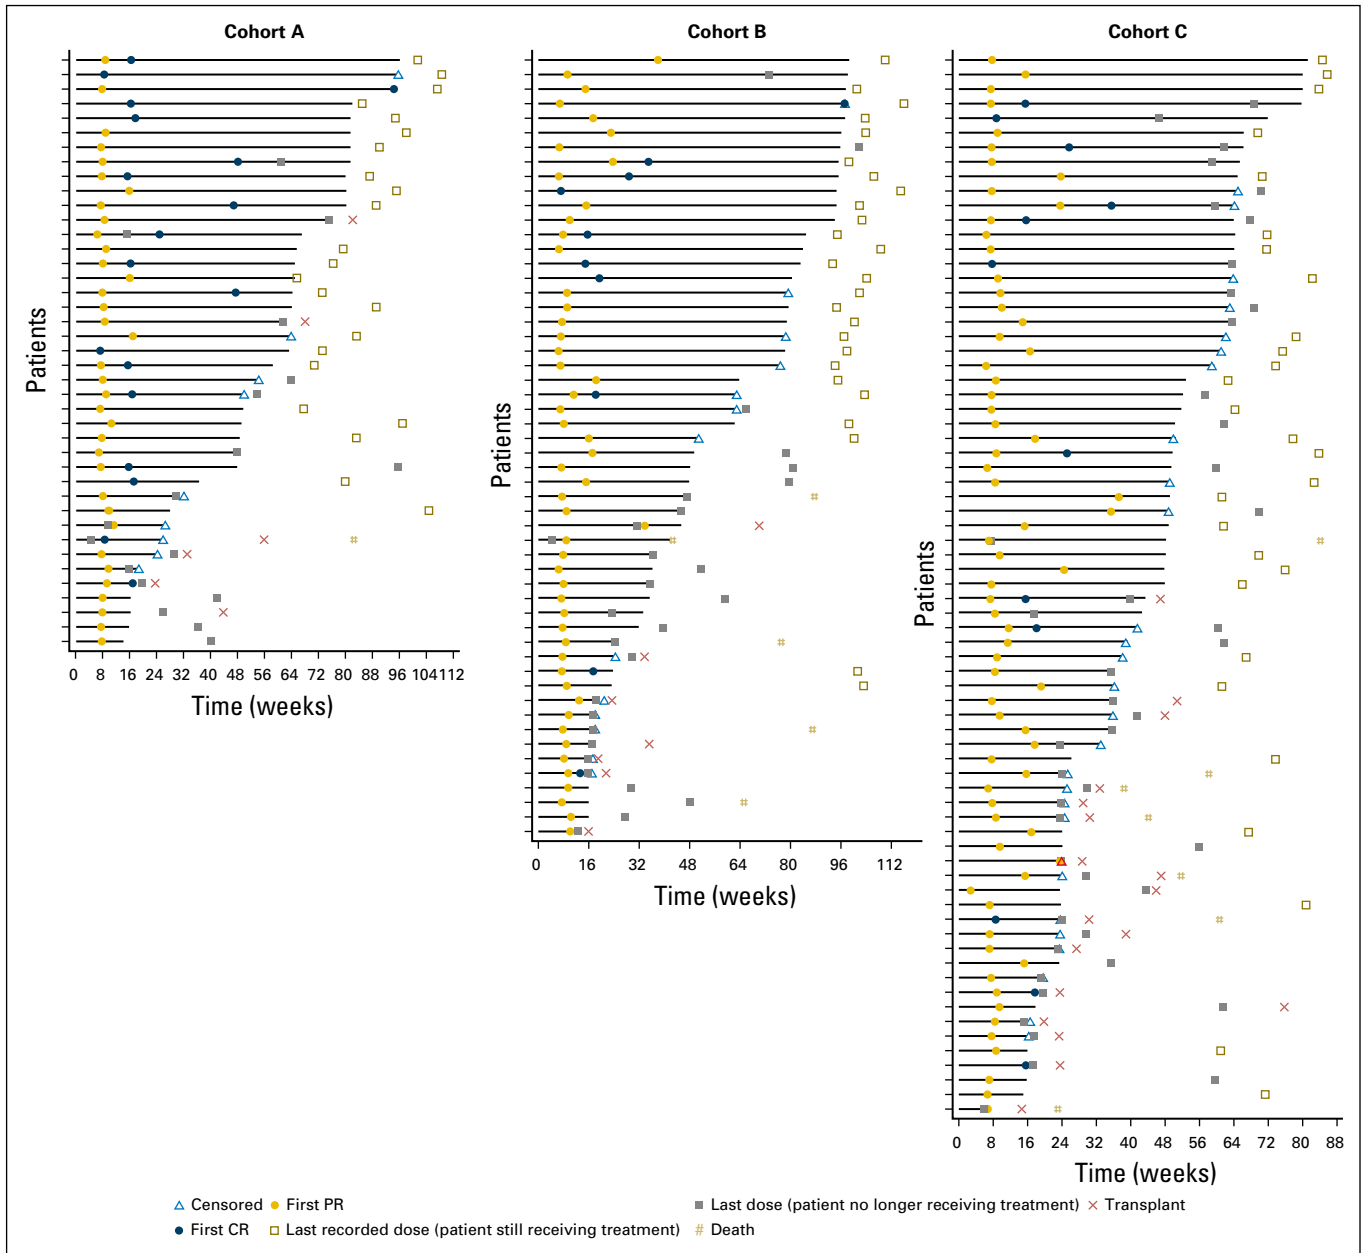 Cohort A
Cohort B
Cohort C
Patients
Patients
Patients
0 8 16 24 32 40 48 56 64 72 80 88 96 104 112
Time (weeks)
0 16 32 48 64 80 96 112
Time (weeks)
0 8 16 24 32 40 48 56 64 72 80 88
Time (weeks)
Censored First PR Last dose (patient no longer receiving treatment) Transplant
First CR Last recorded dose (patient still receiving treatment) # Death